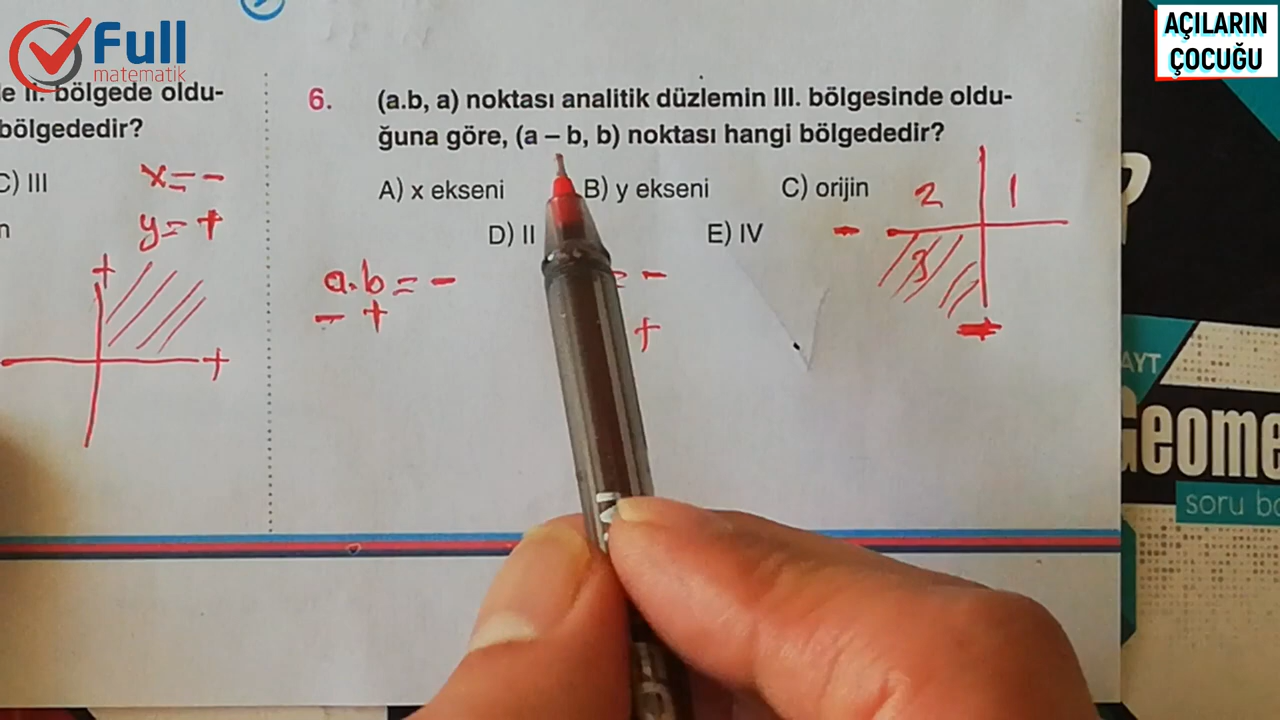 Full
matematik
AÇILARIN
ÇOCUĞU
II. bölgede oldu-
bölgededir?
C) III
x = -
y = +
+
+
6. (a.b, a) noktası analitik düzlemin III. bölgesinde oldu-
ğuna göre, (a – b, b) noktası hangi bölgededir?
A) x ekseni B) y ekseni C) orijin
D) II E) IV
a.b = -
- +
= -
+
2 1
-
3
-
AYT
Geome
soru